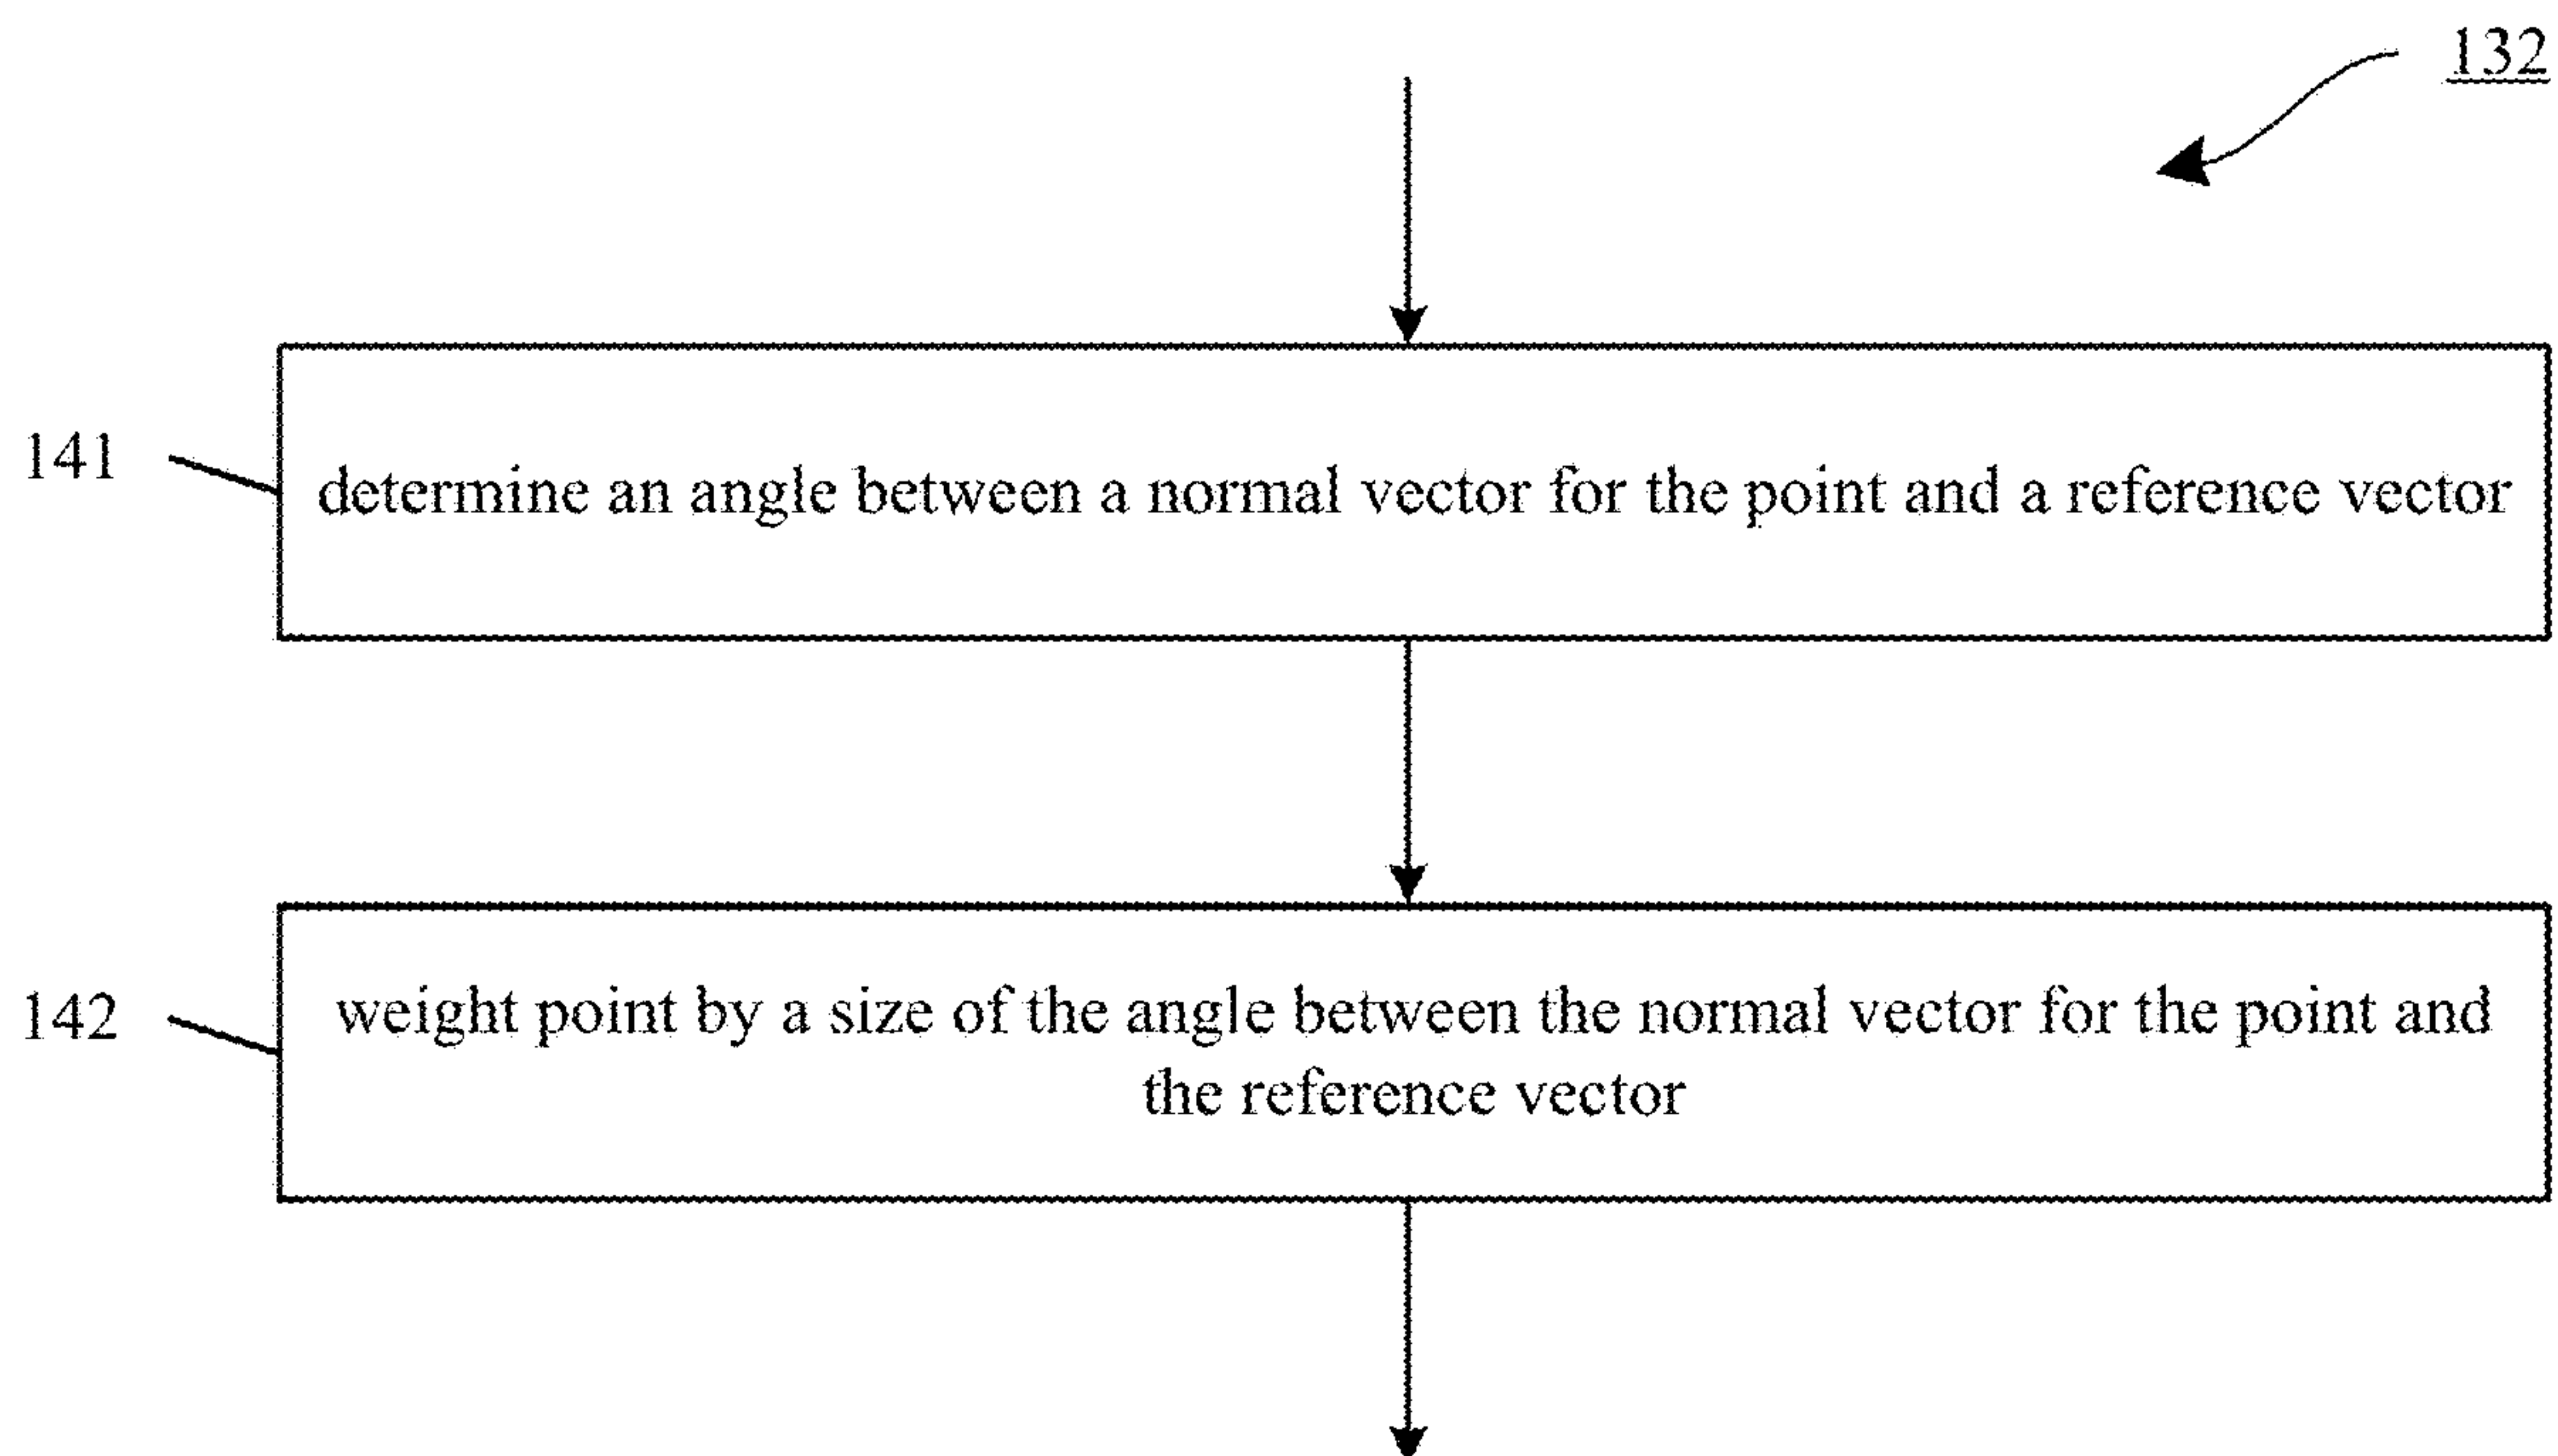 132
141
determine an angle between a normal vector for the point and a reference vector
142
weight point by a size of the angle between the normal vector for the point and
the reference vector